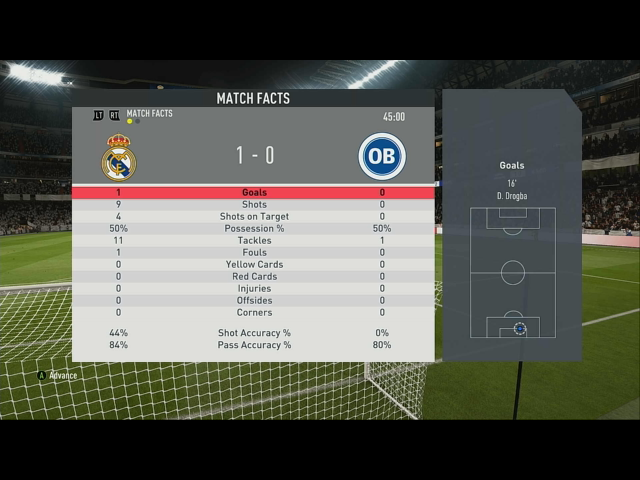 MATCH FACTS
LT RT MATCH FACTS
45:00
1 - 0
OB
1 Goals 0
9 Shots 0
4 Shots on Target 0
50% Possession % 50%
11 Tackles 1
1 Fouls 0
0 Yellow Cards 0
0 Red Cards 0
0 Injuries 0
0 Offsides 0
0 Corners 0
44% Shot Accuracy % 0%
84% Pass Accuracy % 80%
Goals
16'
D. Drogba
A Advance